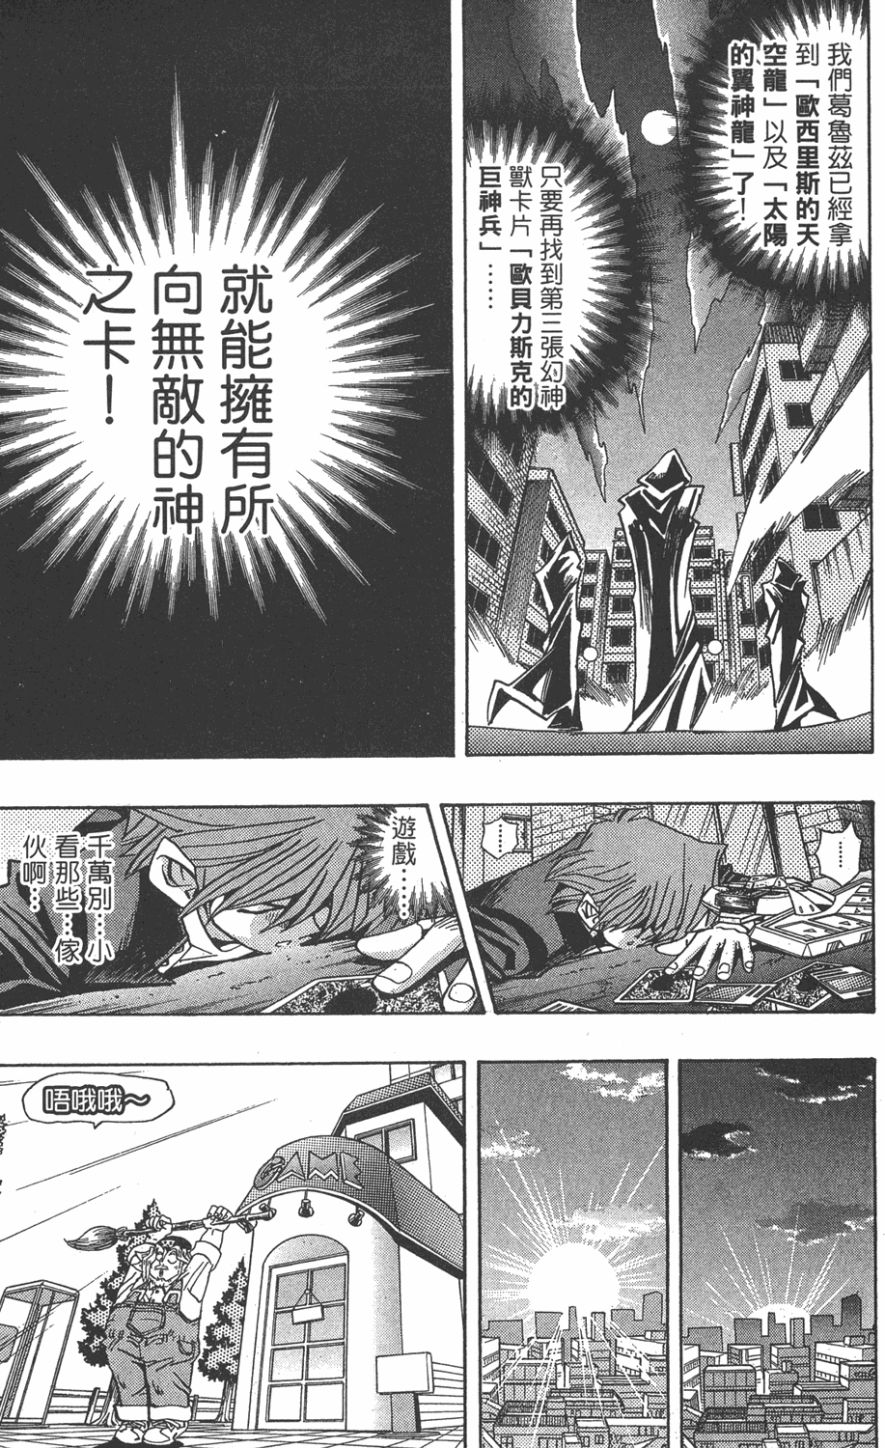 我們葛魯茲已經拿
到「歐西里斯的天
空龍」以及「太陽
的翼神龍」了！
只要再找到第三張幻神
獸卡片「歐貝力斯克的
巨神兵」……
就能擁有所
向無敵的神
之卡！
……
……
遊戲……
千萬別…小
看那些…傢
伙啊…
GAME
唔哦哦～